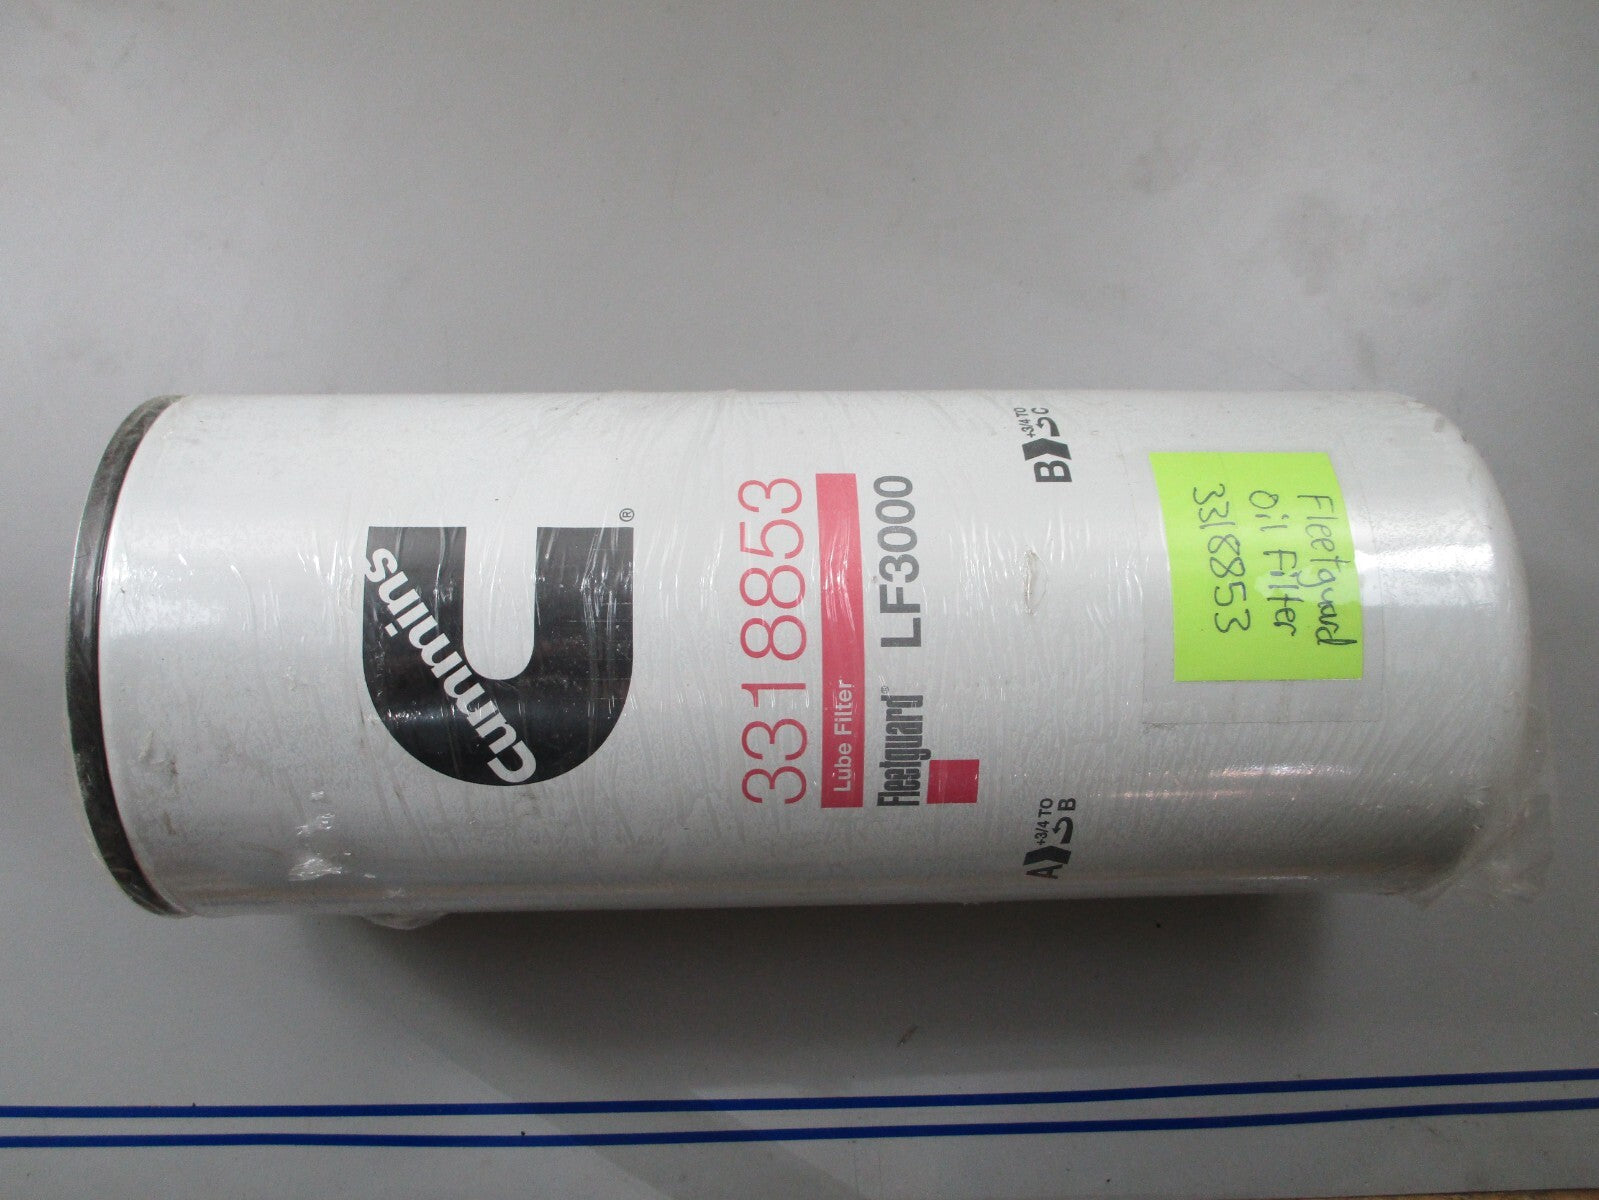 Cummins
®
3318853
Lube Filter
Fleetguard® LF3000
A +3/4 TO B
B +3/4 TO C
Fleetguard
Oil Filter
3318853